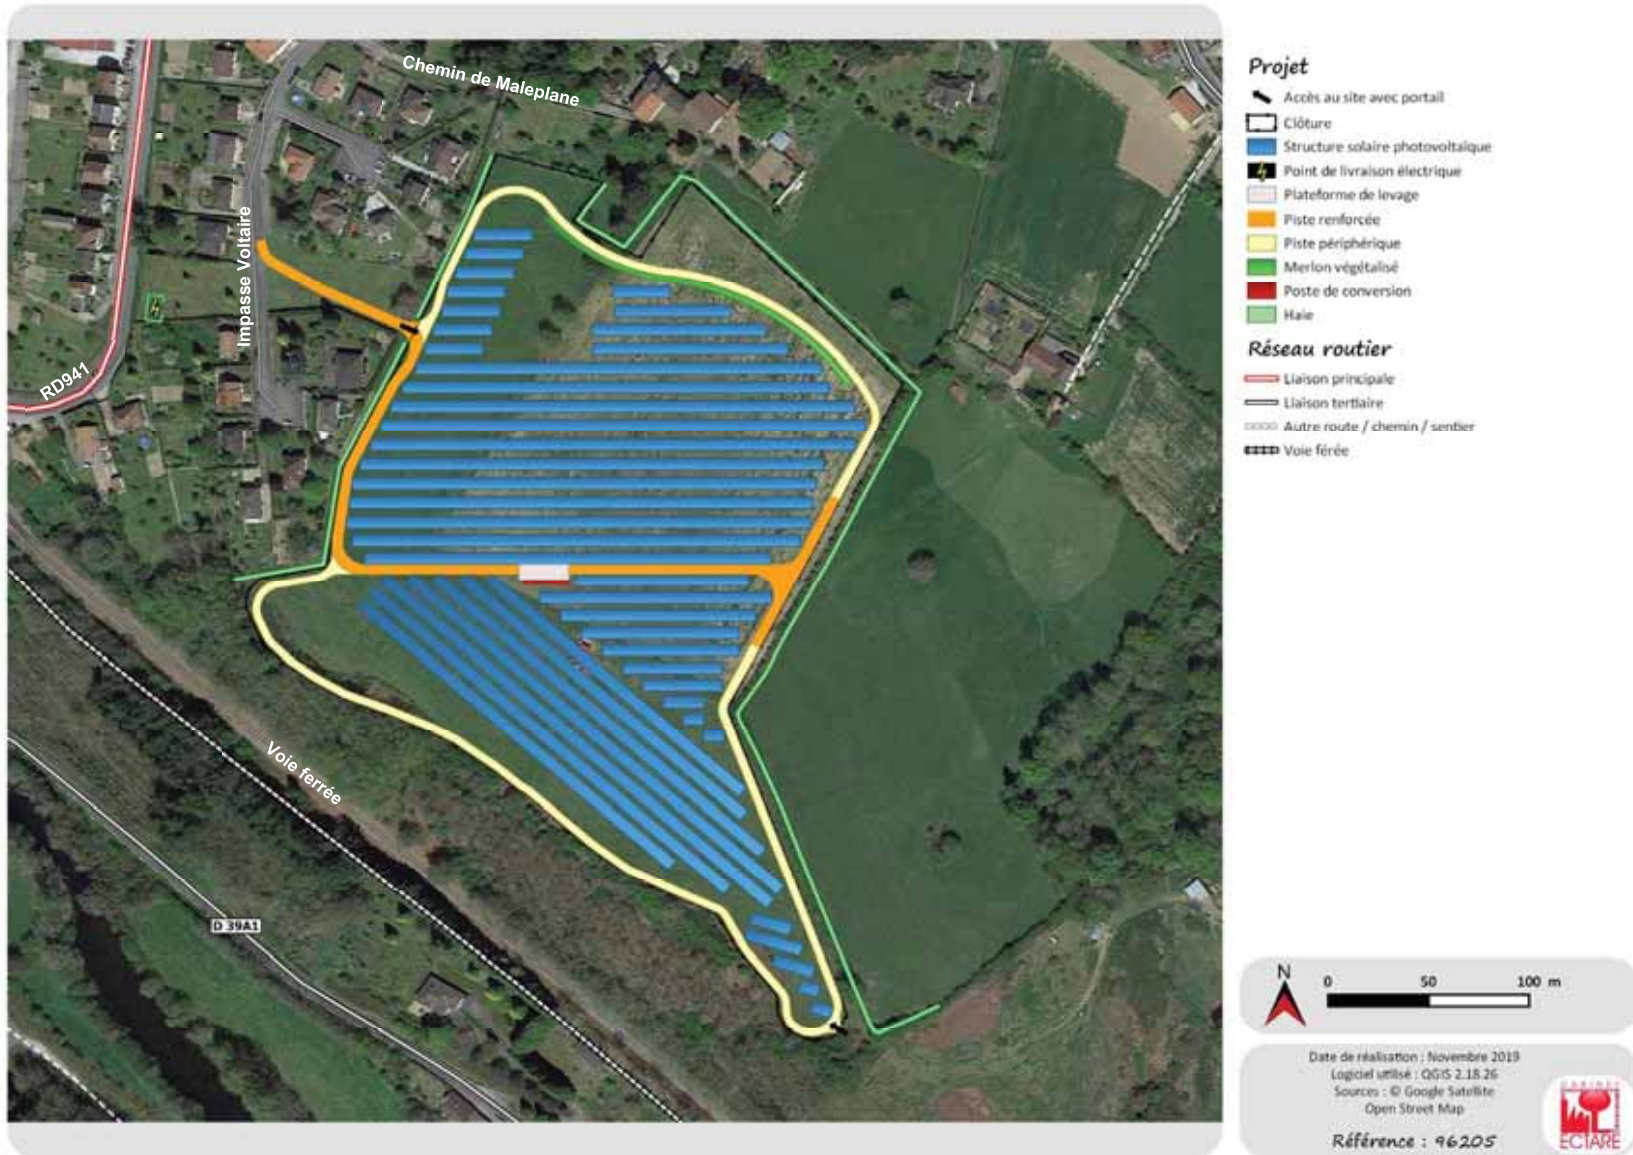 Chemin de Maleplane
Impasse Voltaire
RD941
Voie ferrée
D 39A1
Projet
Accès au site avec portail
Clôture
Structure solaire photovoltaïque
Point de livraison électrique
Plateforme de levage
Piste renforcée
Piste périphérique
Merlon végétalisé
Poste de conversion
Haie
Réseau routier
Liaison principale
Liaison tertiaire
Autre route / chemin / sentier
Voie férée
N
0 50 100 m
Date de réalisation : Novembre 2019
Logiciel utilisé : QGIS 2.18.26
Sources : © Google Satellite
Open Street Map
Référence : 96205
CABINET
ECTARE